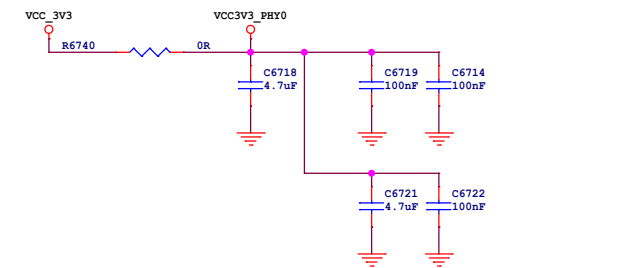 VCC_3V3 VCC3V3_PHY0
R6740 0R
C6718 C6719 C6714
4.7uF 100nF 100nF
C6721 C6722
4.7uF 100nF